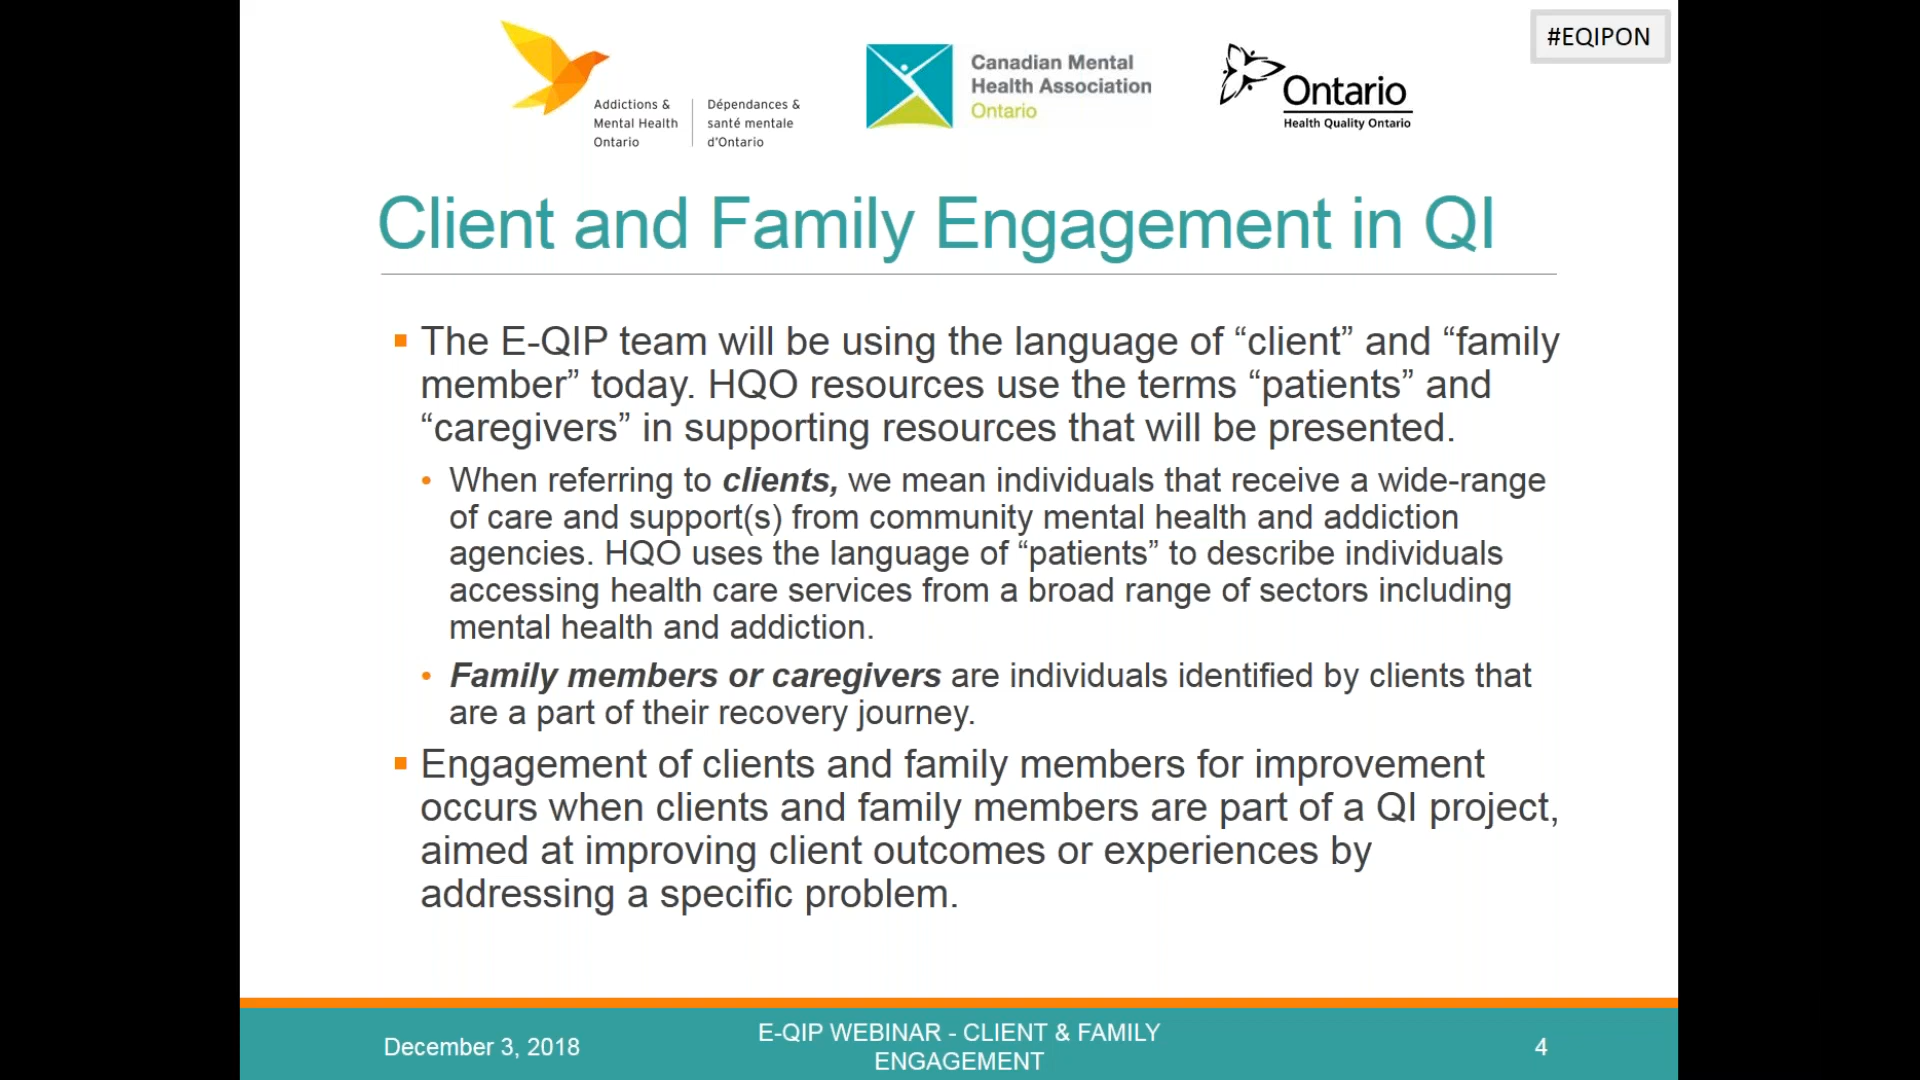 #EQIPON
Addictions &
Mental Health
Ontario
Dépendances &
santé mentale
d'Ontario
Canadian Mental
Health Association
Ontario
Ontario
Health Quality Ontario
Client and Family Engagement in QI
The E-QIP team will be using the language of “client” and “family
member” today. HQO resources use the terms “patients” and
“caregivers” in supporting resources that will be presented.
When referring to clients, we mean individuals that receive a wide-range
of care and support(s) from community mental health and addiction
agencies. HQO uses the language of “patients” to describe individuals
accessing health care services from a broad range of sectors including
mental health and addiction.
Family members or caregivers are individuals identified by clients that
are a part of their recovery journey.
Engagement of clients and family members for improvement
occurs when clients and family members are part of a QI project,
aimed at improving client outcomes or experiences by
addressing a specific problem.
December 3, 2018
E-QIP WEBINAR - CLIENT & FAMILY
ENGAGEMENT
4